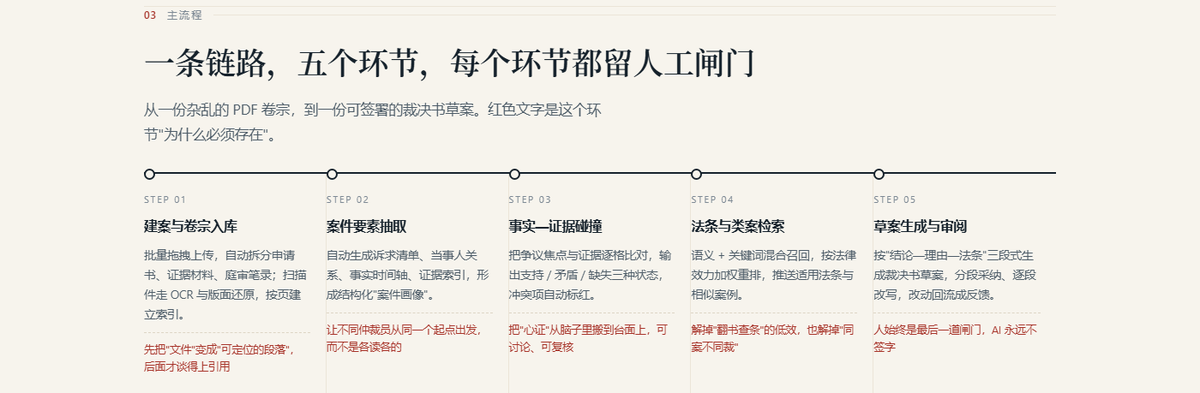 03 主流程
一条链路，五个环节，每个环节都留人工闸门
从一份杂乱的 PDF 卷宗，到一份可签署的裁决书草案。红色文字是这个环
节"为什么必须存在"。
STEP 01
建案与卷宗入库
批量拖拽上传，自动拆分申请
书、证据材料、庭审笔录；扫描
件走 OCR 与版面还原，按页建
立索引。
先把"文件"变成"可定位的段落"，
后面才谈得上引用
STEP 02
案件要素抽取
自动生成诉求清单、当事人关
系、事实时间轴、证据索引，形
成结构化"案件画像"。
让不同仲裁员从同一个起点出发，
而不是各读各的
STEP 03
事实—证据碰撞
把争议焦点与证据逐格比对，输
出支持 / 矛盾 / 缺失三种状态，
冲突项自动标红。
把"心证"从脑子里搬到台面上，可
讨论、可复核
STEP 04
法条与类案检索
语义 + 关键词混合召回，按法律
效力加权重排，推送适用法条与
相似案例。
解掉"翻书查条"的低效，也解掉"同
案不同裁"
STEP 05
草案生成与审阅
按"结论—理由—法条"三段式生
成裁决书草案，分段采纳、逐段
改写，改动回流成反馈。
人始终是最后一道闸门，AI 永远不
签字